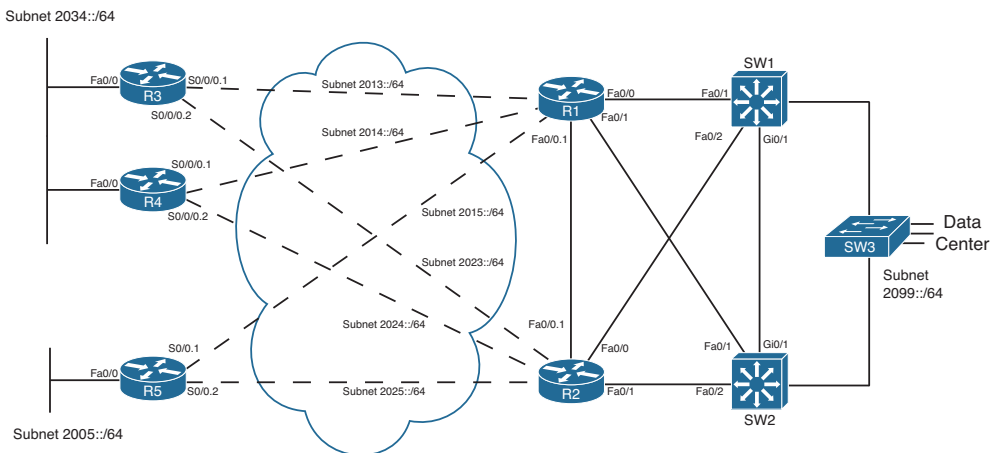 Subnet 2034::/64
Fa0/0
R3
S0/0/0.1
S0/0/0.2
Subnet 2013::/64
R1
Fa0/0
Fa0/1
Fa0/0.1
Fa0/1
SW1
Fa0/2
Gi0/1
Subnet 2014::/64
Fa0/0
R4
S0/0/0.1
S0/0/0.2
Subnet 2015::/64
Subnet 2023::/64
SW3
Data
Center
Subnet
2099::/64
Subnet 2024::/64
Fa0/0.1
Fa0/0
R2
Fa0/1
Fa0/1
Gi0/1
Fa0/2
SW2
Fa0/0
R5
S0/0.1
S0/0.2
Subnet 2025::/64
Subnet 2005::/64